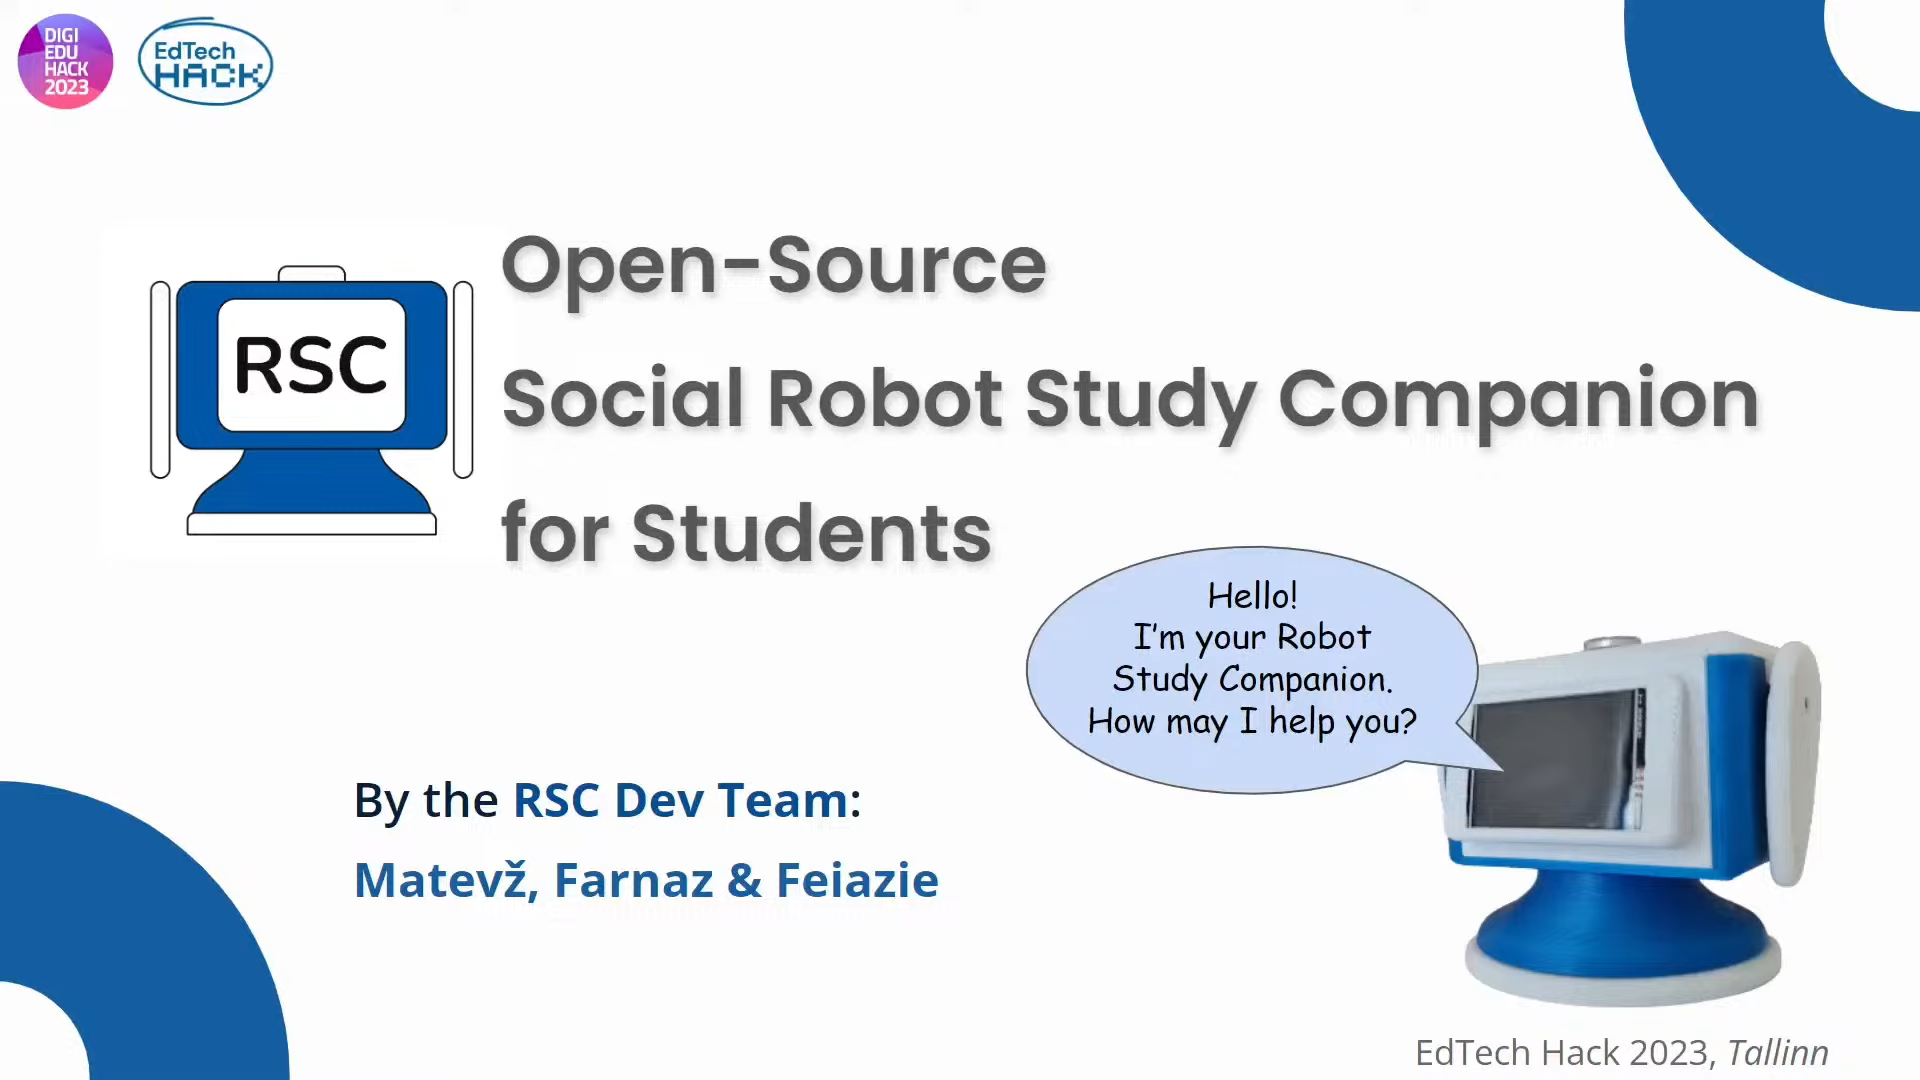 DIGI
EDU
HACK
2023
EdTech
HACK
RSC
Open-Source
Social Robot Study Companion
for Students
Hello!
I'm your Robot
Study Companion.
How may I help you?
By the RSC Dev Team:
Matevž, Farnaz & Feiazie
EdTech Hack 2023, Tallinn